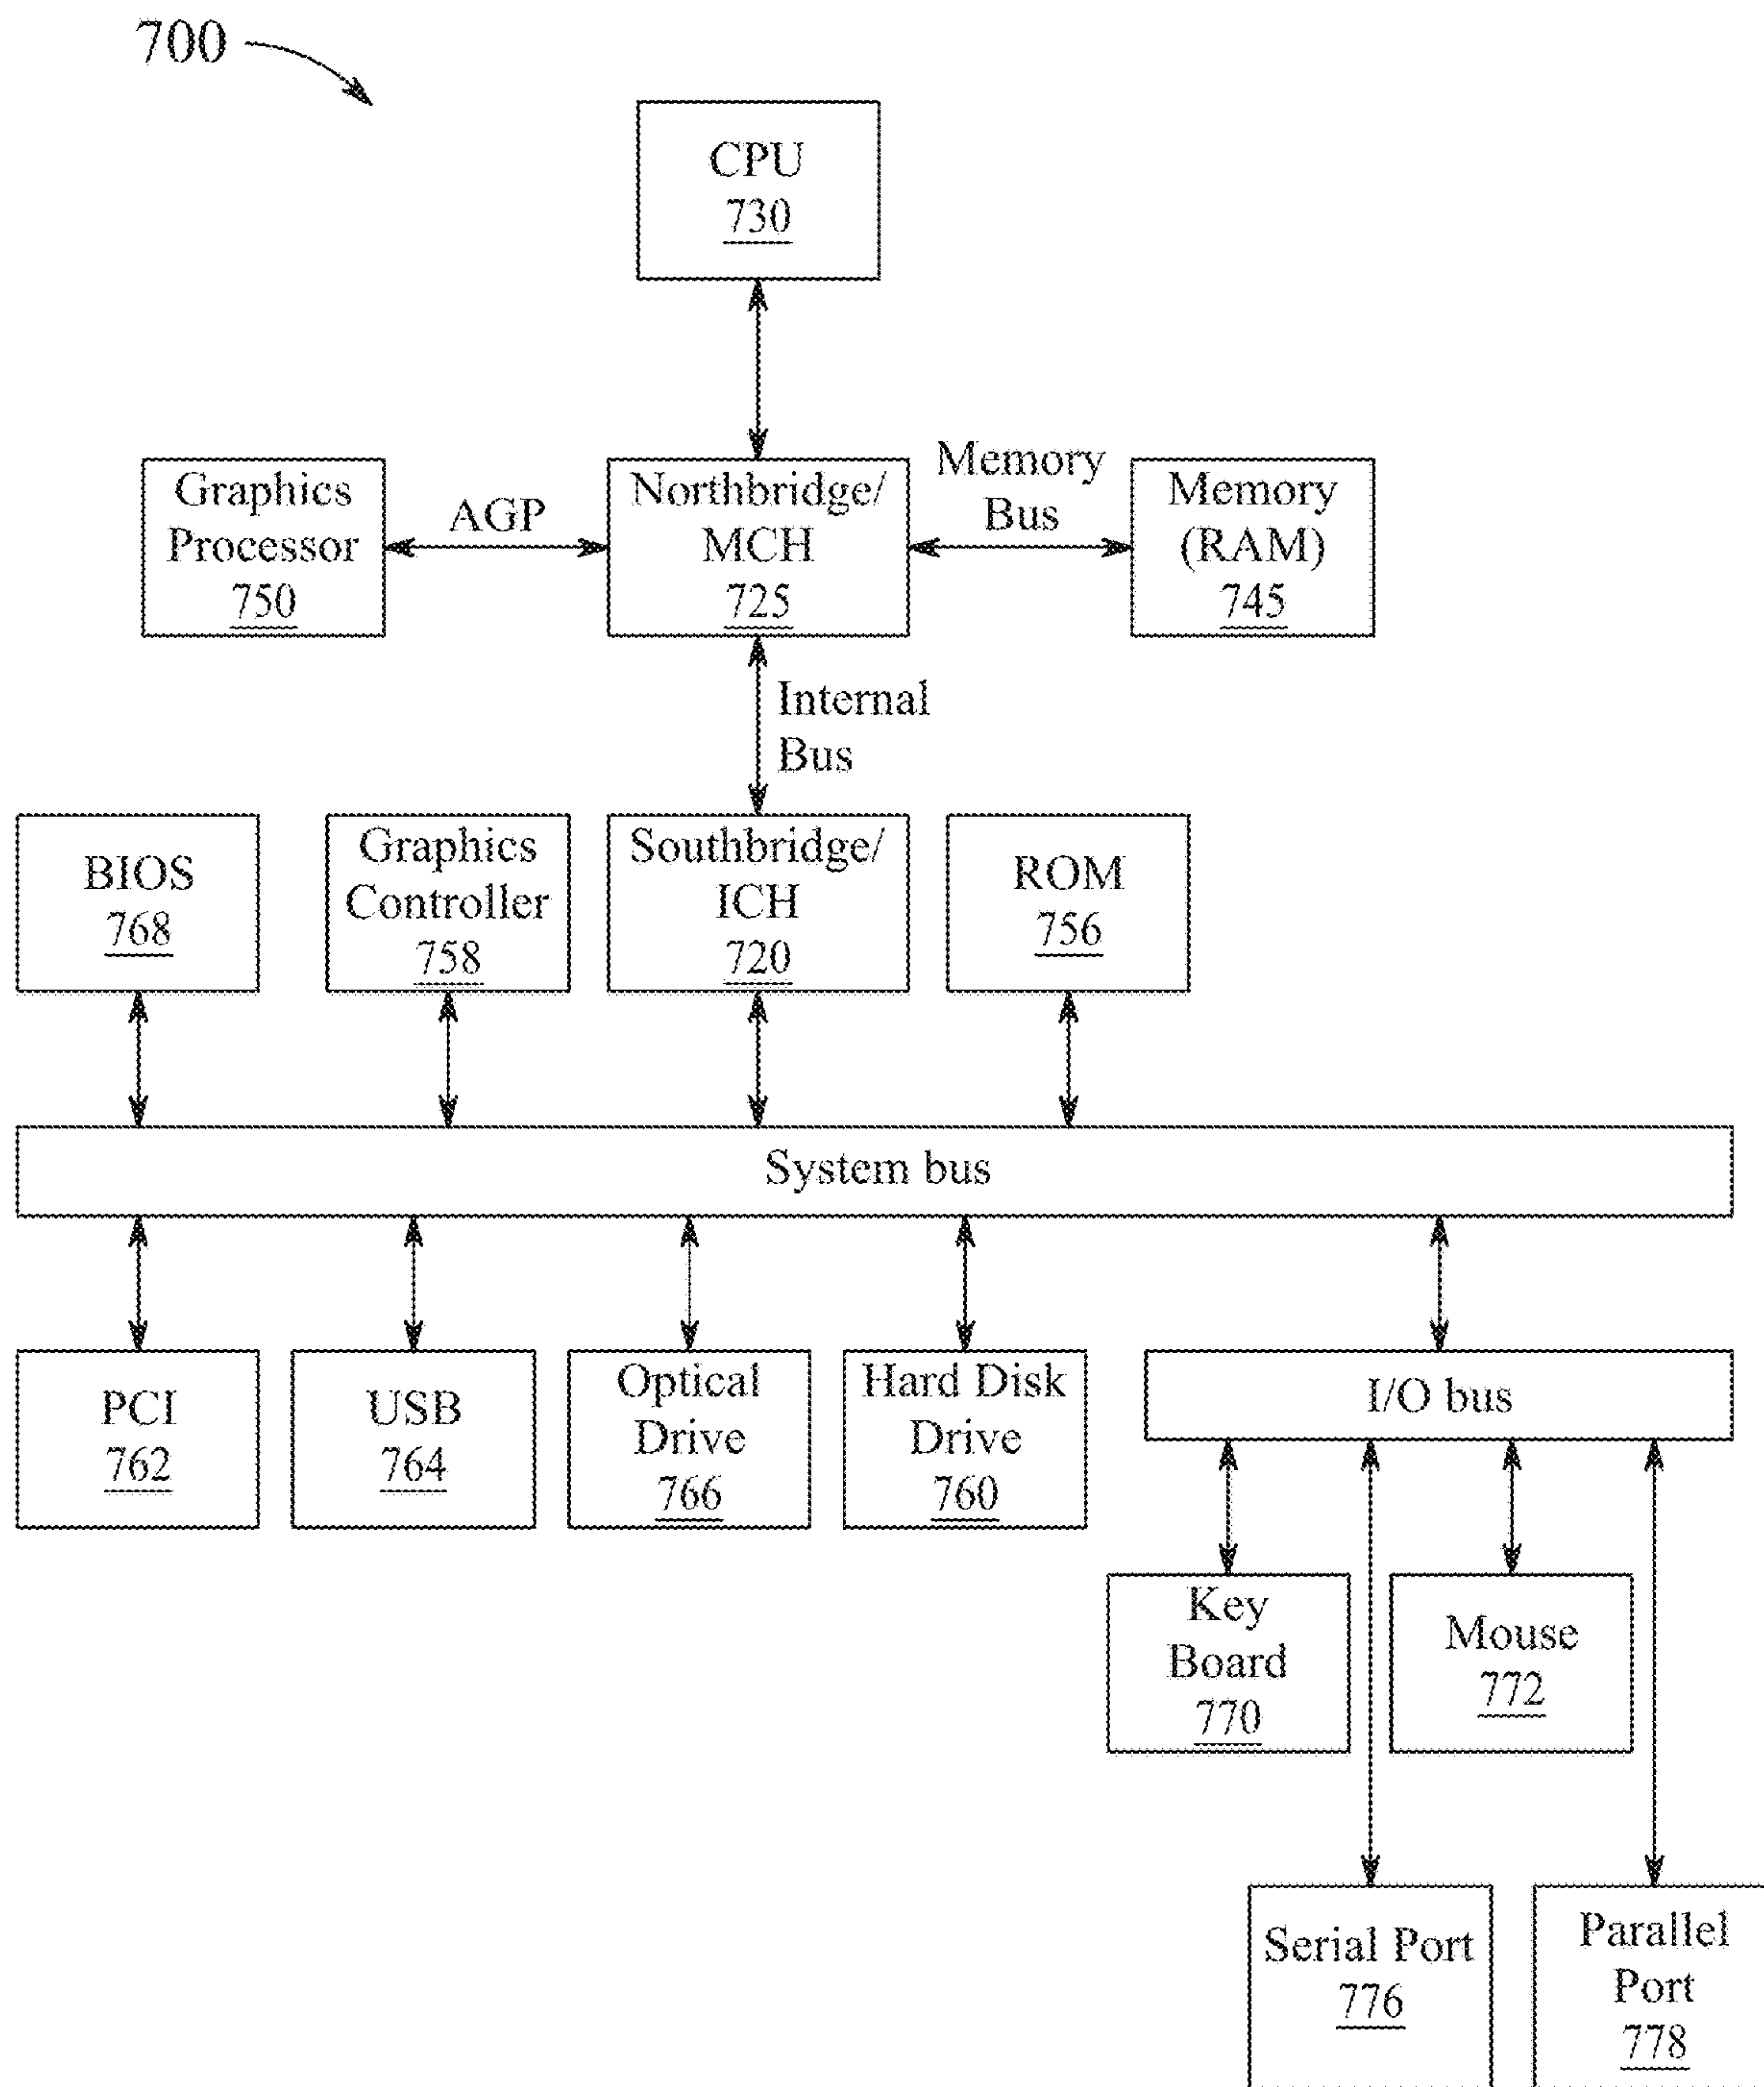 700
CPU
730
Graphics
Processor
750
AGP
Northbridge/
MCH
725
Memory
Bus
Memory
(RAM)
745
Internal
Bus
BIOS
768
Graphics
Controller
758
Southbridge/
ICH
720
ROM
756
System bus
PCI
762
USB
764
Optical
Drive
766
Hard Disk
Drive
760
I/O bus
Key
Board
770
Mouse
772
Serial Port
776
Parallel
Port
778